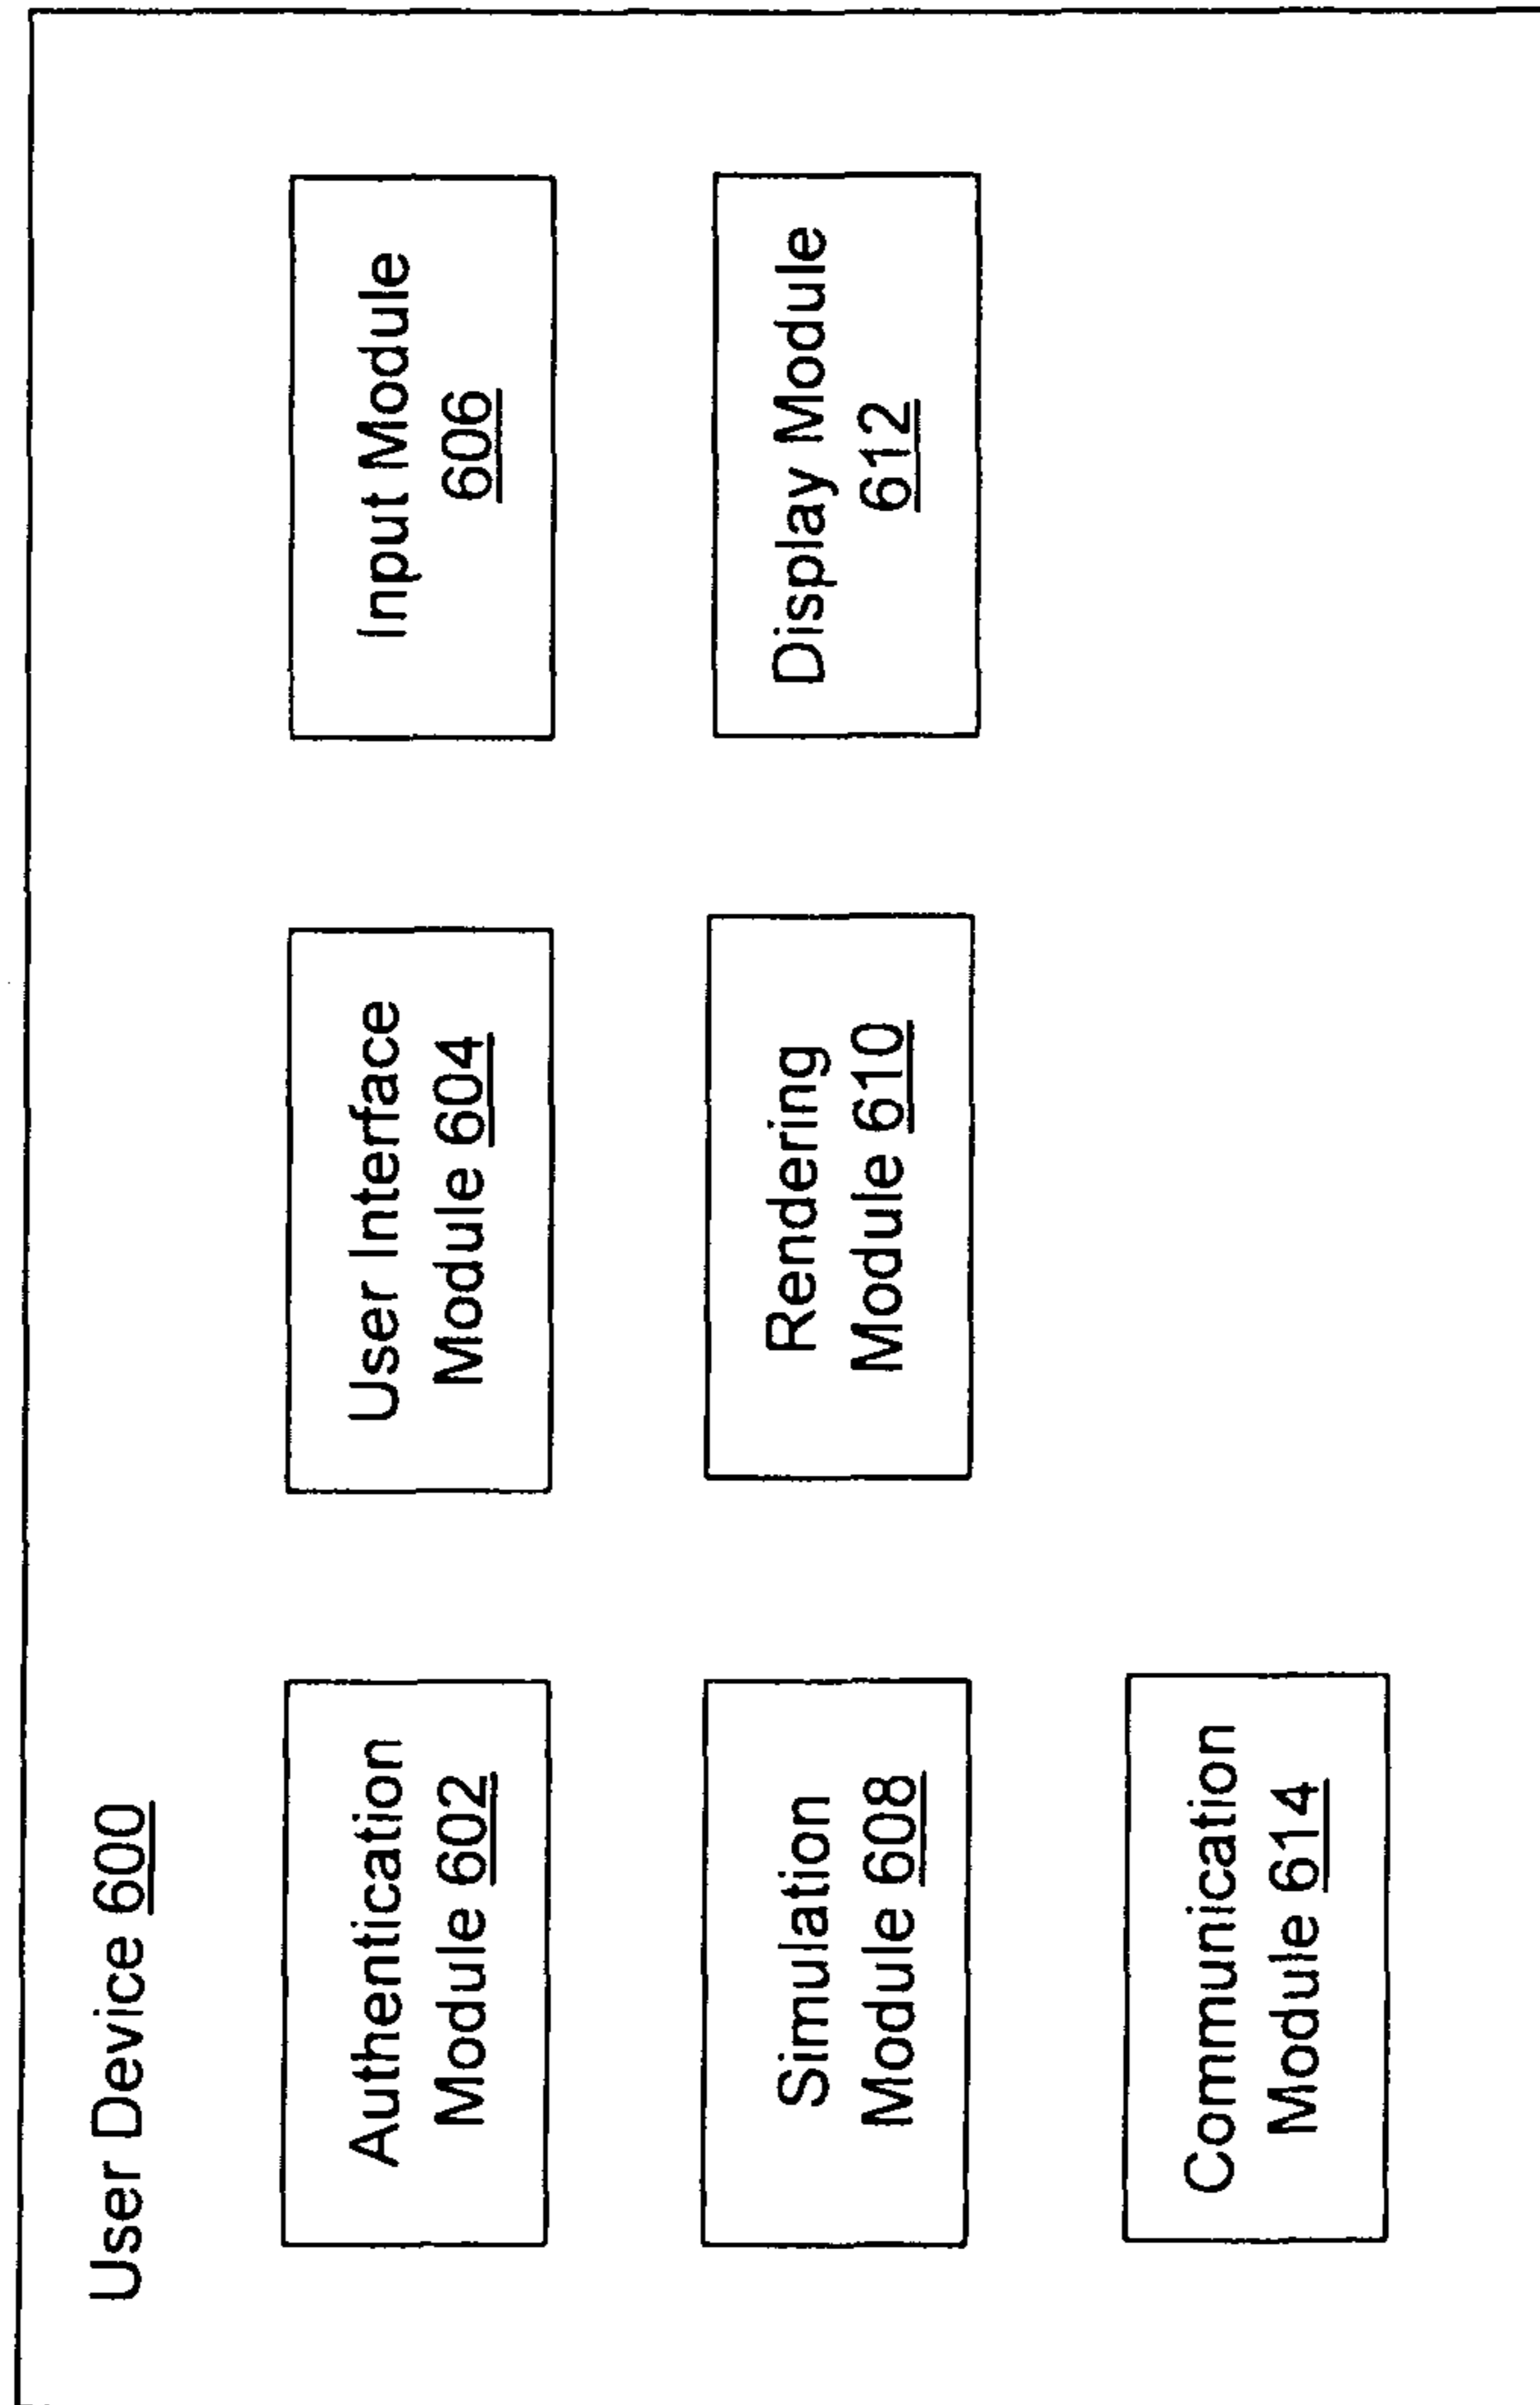 User Device 600
Authentication
Module 602
User Interface
Module 604
Input Module
606
Simulation
Module 608
Rendering
Module 610
Display Module
612
Communication
Module 614